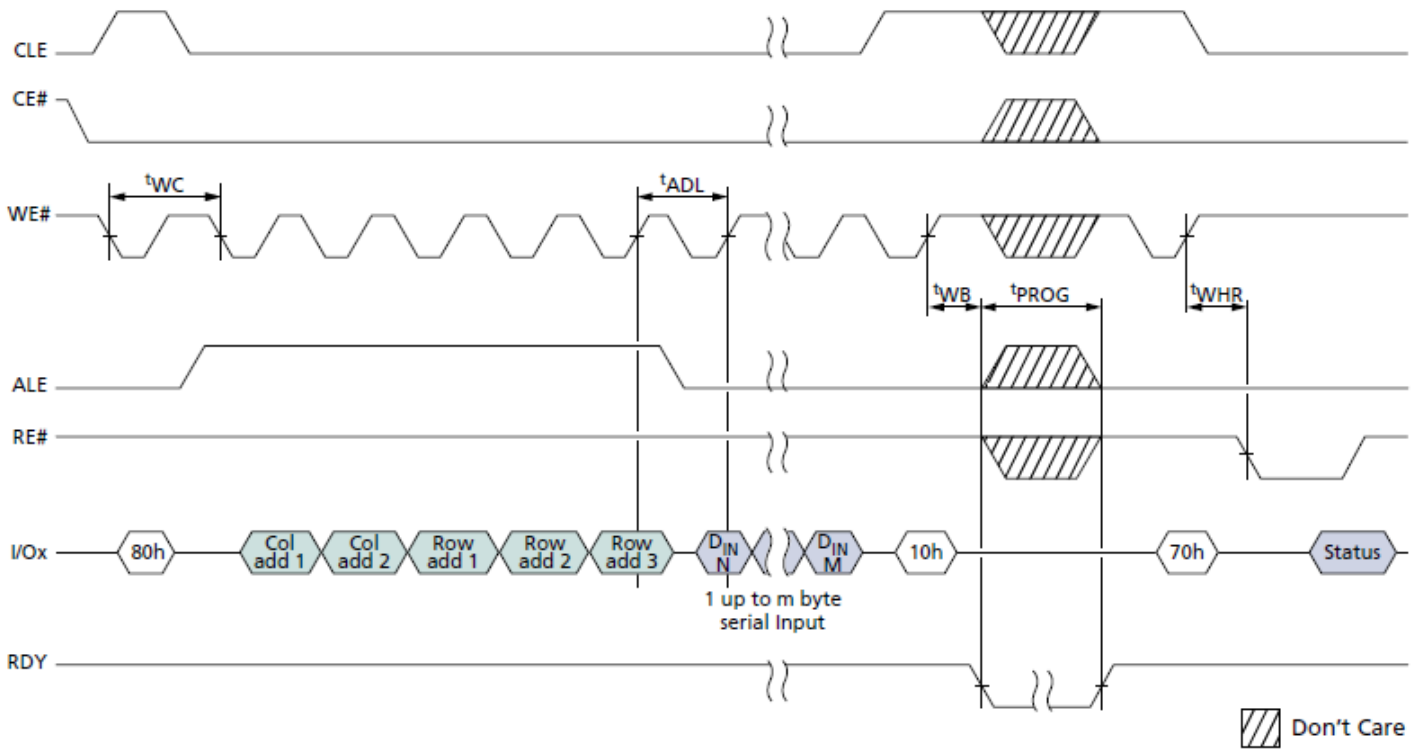 CLE
CE#
tWC
tADL
WE#
tWB
tPROG
tWHR
ALE
RE#
I/Ox
80h
Col
add 1
Col
add 2
Row
add 1
Row
add 2
Row
add 3
DIN
N
DIN
M
10h
70h
Status
1 up to m byte
serial Input
RDY
Don't Care